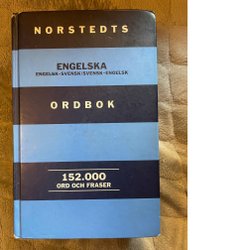 NORSTEDTS
ENGELSKA
ENGELSK-SVENSK/SVENSK-ENGELSK
ORDBOK
152.000
ORD OCH FRASER